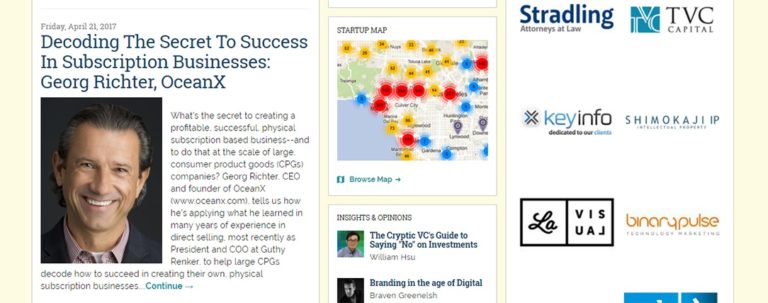 Friday, April 21, 2017
Decoding The Secret To Success
In Subscription Businesses:
Georg Richter, OceanX
What's the secret to creating a
profitable, successful, physical
subscription based business--and
to do that at the scale of large,
consumer product goods (CPGs)
companies? Georg Richter, CEO
and founder of OceanX
(www.oceanx.com), tells us how
he's applying what he learned in
many years of experience in
direct selling, most recently as
President and COO at Guthy
Renker, to help large CPGs
decode how to succeed in creating their own, physical
subscription businesses... Continue →
STARTUP MAP
Culver City
Inglewood
Huntington
Park
Gardena
Compton
Browse Map →
INSIGHTS & OPINIONS
The Cryptic VC's Guide to
Saying "No" on Investments
William Hsu
Branding in the age of Digital
Braven Greenelsh
Stradling
Attorneys at Law
TVC
CAPITAL
keyinfo
dedicated to our clients
SHIMOKAJI IP
INTELLECTUAL PROPERTY
La
VIS
UAL
binarypulse
TECHNOLOGY MARKETING